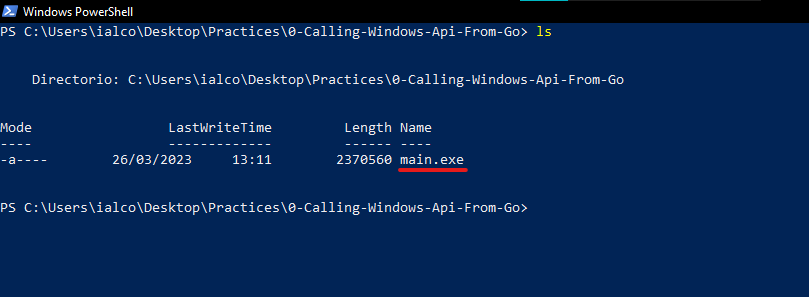 Windows PowerShell
PS C:\Users\ialco\Desktop\Practices\0-Calling-Windows-Api-From-Go> ls
Directorio: C:\Users\ialco\Desktop\Practices\0-Calling-Windows-Api-From-Go
Mode LastWriteTime Length Name
---- ------------- ------ ----
-a---- 26/03/2023 13:11 2370560 main.exe
PS C:\Users\ialco\Desktop\Practices\0-Calling-Windows-Api-From-Go>